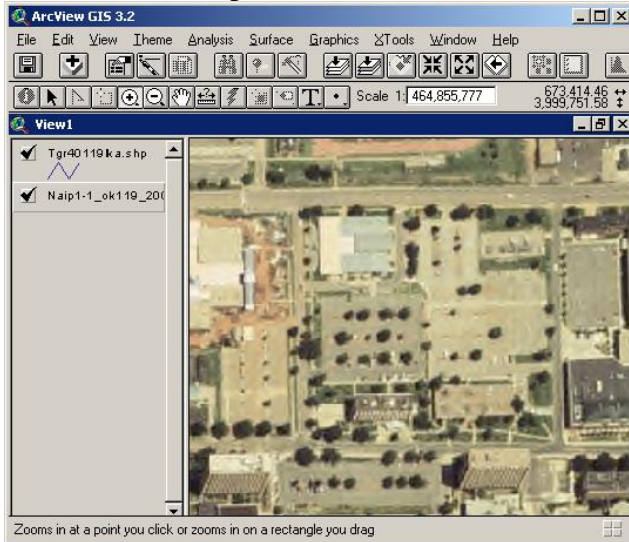 ArcView GIS 3.2
File Edit View Theme Analysis Surface Graphics XTools Window Help
T. Scale 1: 464,855,777 673,414.46
3,999,751.58
View1
Tgr40119lka.shp
Naip1-1_ok119_200
Zooms in at a point you click or zooms in on a rectangle you drag